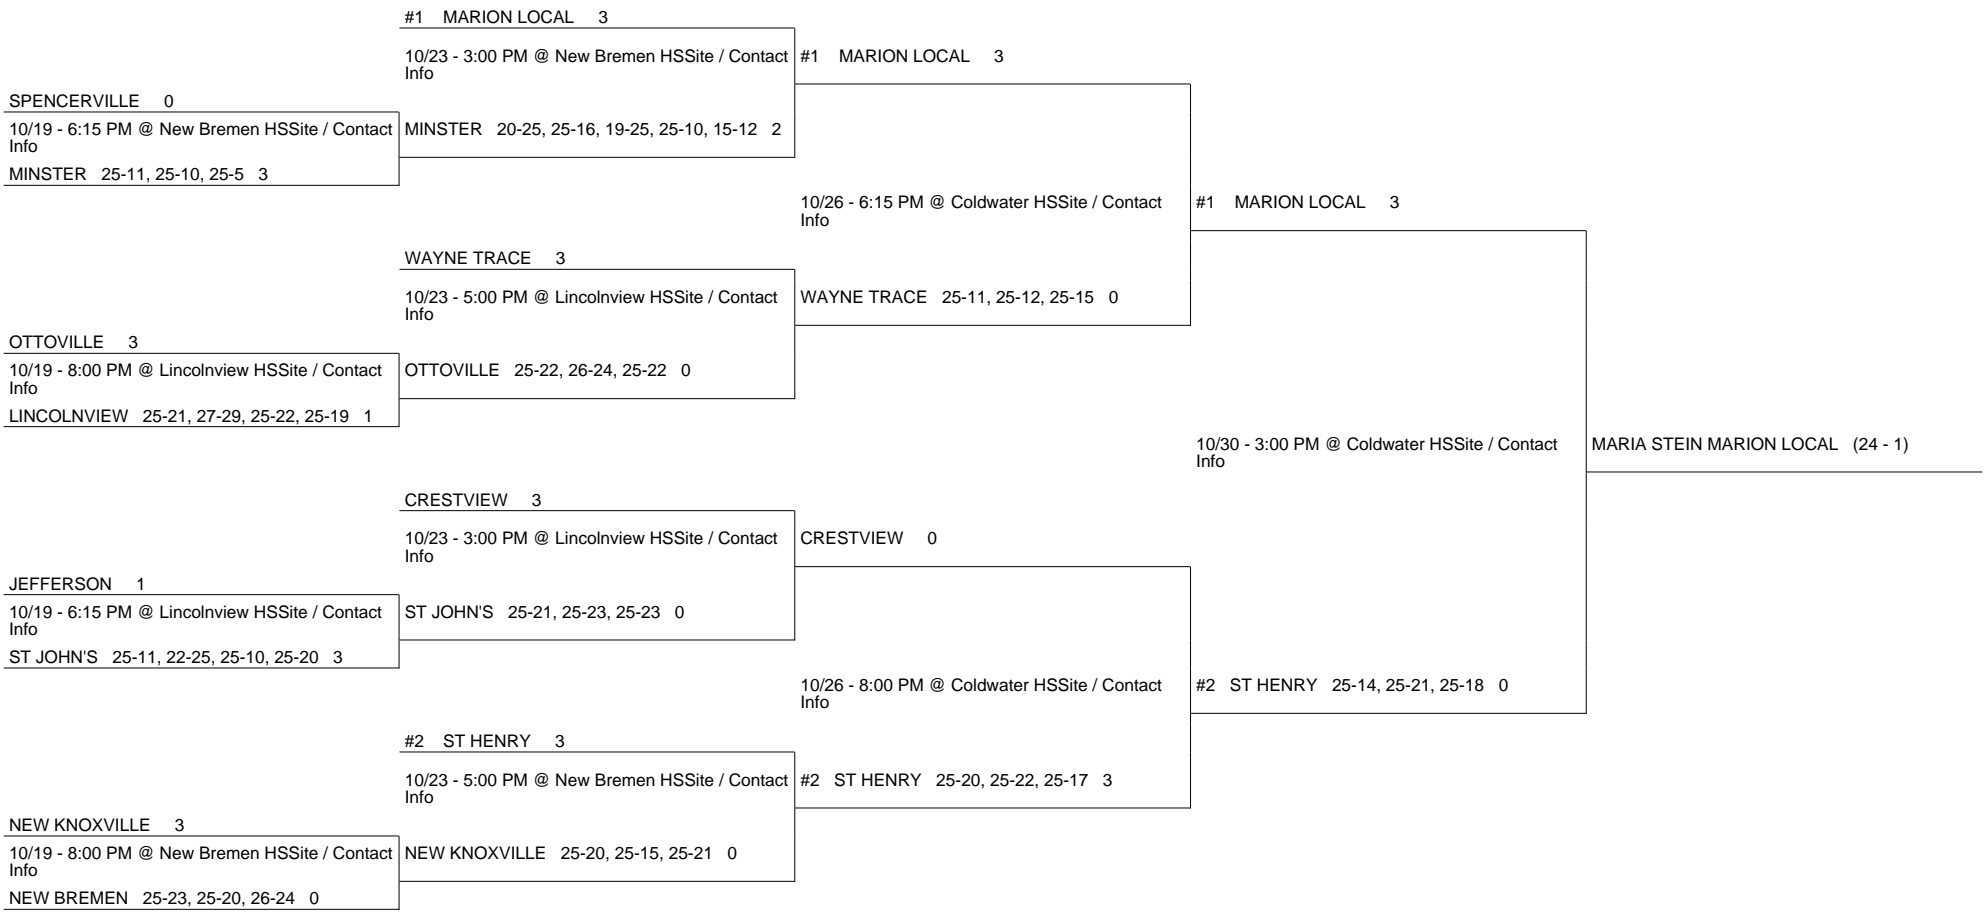 #1 MARION LOCAL 3
10/23 - 3:00 PM @ New Bremen HSSite / Contact
Info
#1 MARION LOCAL 3
SPENCERVILLE 0
10/19 - 6:15 PM @ New Bremen HSSite / Contact
Info
MINSTER 20-25, 25-16, 19-25, 25-10, 15-12 2
MINSTER 25-11, 25-10, 25-5 3
10/26 - 6:15 PM @ Coldwater HSSite / Contact
Info
#1 MARION LOCAL 3
WAYNE TRACE 3
10/23 - 5:00 PM @ Lincolnview HSSite / Contact
Info
WAYNE TRACE 25-11, 25-12, 25-15 0
OTTOVILLE 3
10/19 - 8:00 PM @ Lincolnview HSSite / Contact
Info
OTTOVILLE 25-22, 26-24, 25-22 0
LINCOLNVIEW 25-21, 27-29, 25-22, 25-19 1
10/30 - 3:00 PM @ Coldwater HSSite / Contact
Info
MARIA STEIN MARION LOCAL (24 - 1)
CRESTVIEW 3
10/23 - 3:00 PM @ Lincolnview HSSite / Contact
Info
CRESTVIEW 0
JEFFERSON 1
10/19 - 6:15 PM @ Lincolnview HSSite / Contact
Info
ST JOHN'S 25-21, 25-23, 25-23 0
ST JOHN'S 25-11, 22-25, 25-10, 25-20 3
10/26 - 8:00 PM @ Coldwater HSSite / Contact
Info
#2 ST HENRY 25-14, 25-21, 25-18 0
#2 ST HENRY 3
10/23 - 5:00 PM @ New Bremen HSSite / Contact
Info
#2 ST HENRY 25-20, 25-22, 25-17 3
NEW KNOXVILLE 3
10/19 - 8:00 PM @ New Bremen HSSite / Contact
Info
NEW KNOXVILLE 25-20, 25-15, 25-21 0
NEW BREMEN 25-23, 25-20, 26-24 0